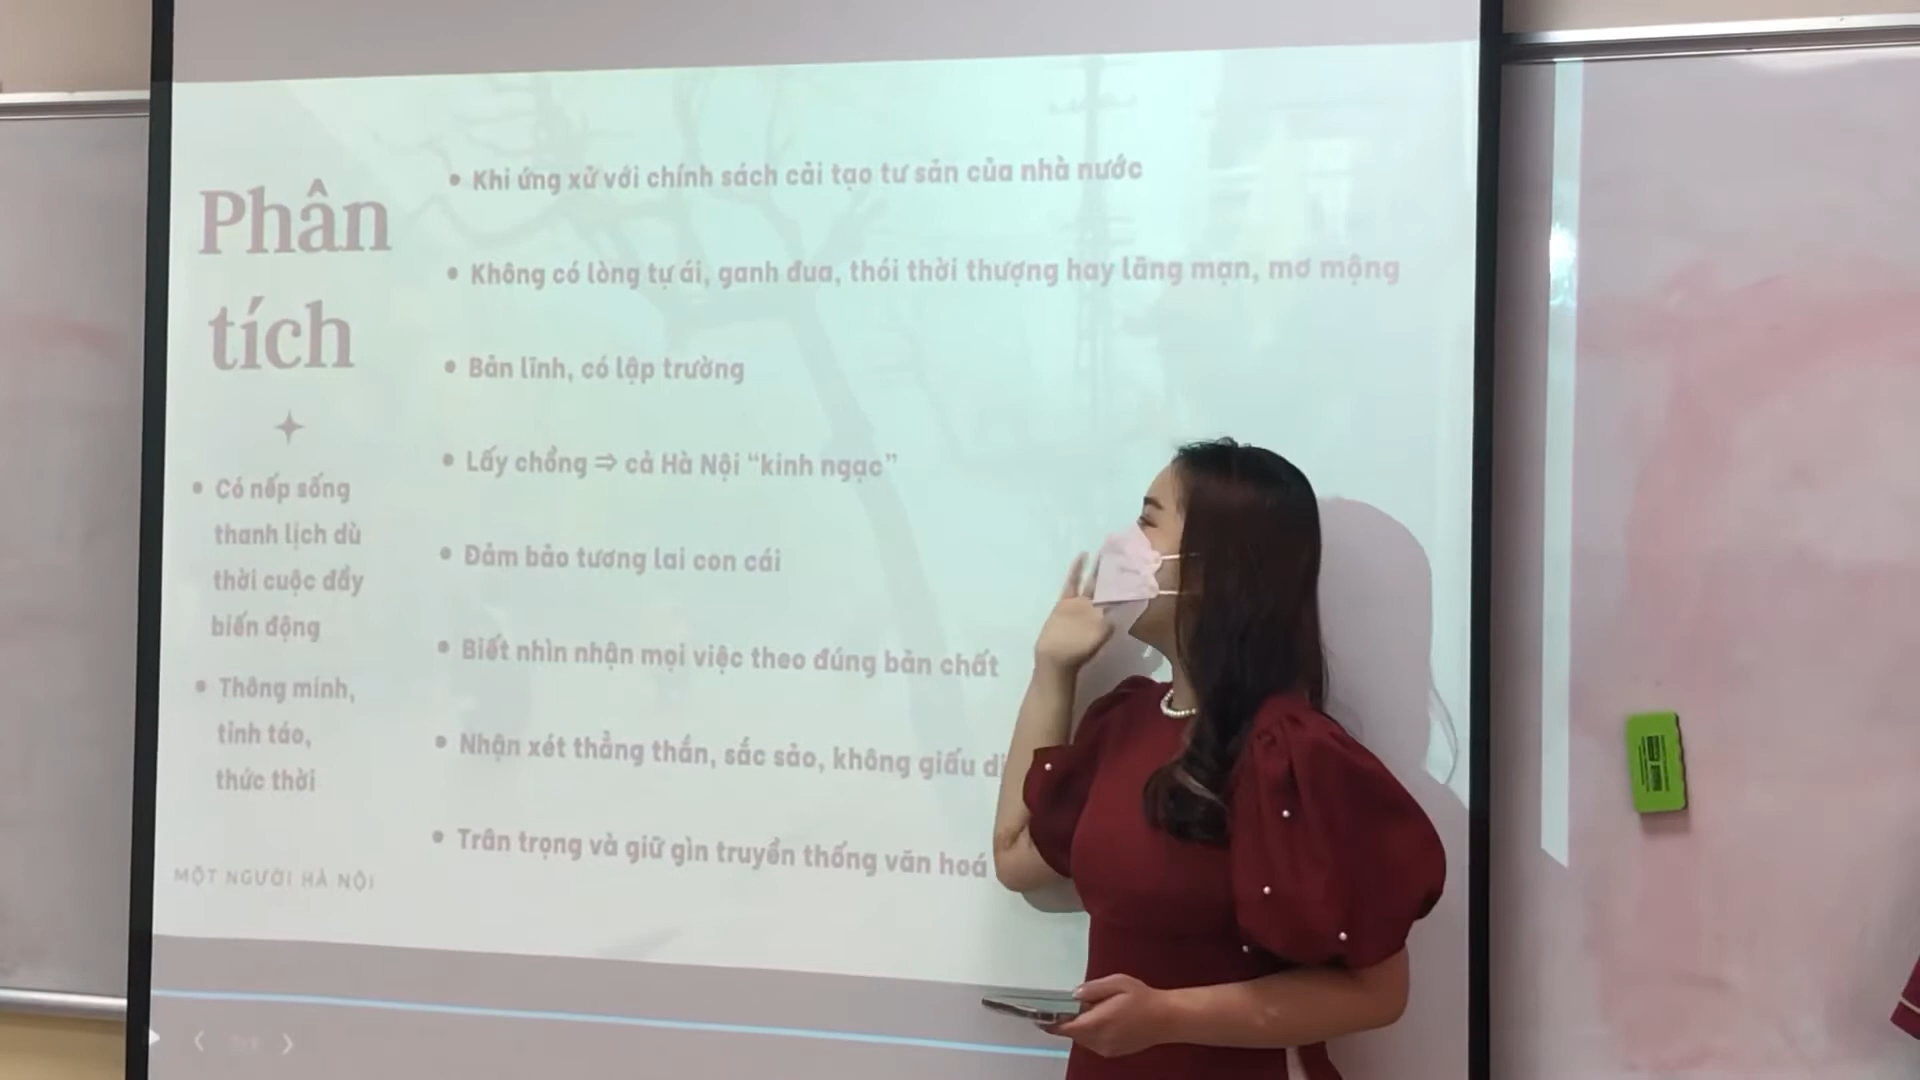 Phân
tích
Có nếp sống
thanh lịch dù
thời cuộc đầy
biến động
Thông minh,
tỉnh táo,
thức thời
MỘT NGƯỜI HÀ NỘI
Khi ứng xử với chính sách cải tạo tư sản của nhà nước
Không có lòng tự ái, ganh đua, thói thời thượng hay lãng mạn, mơ mộng
Bản lĩnh, có lập trường
Lấy chồng ⇒ cả Hà Nội “kinh ngạc”
Đảm bảo tương lai con cái
Biết nhìn nhận mọi việc theo đúng bản chất
Nhận xét thẳng thắn, sắc sảo, không giấu
Trân trọng và giữ gìn truyền thống văn hoá